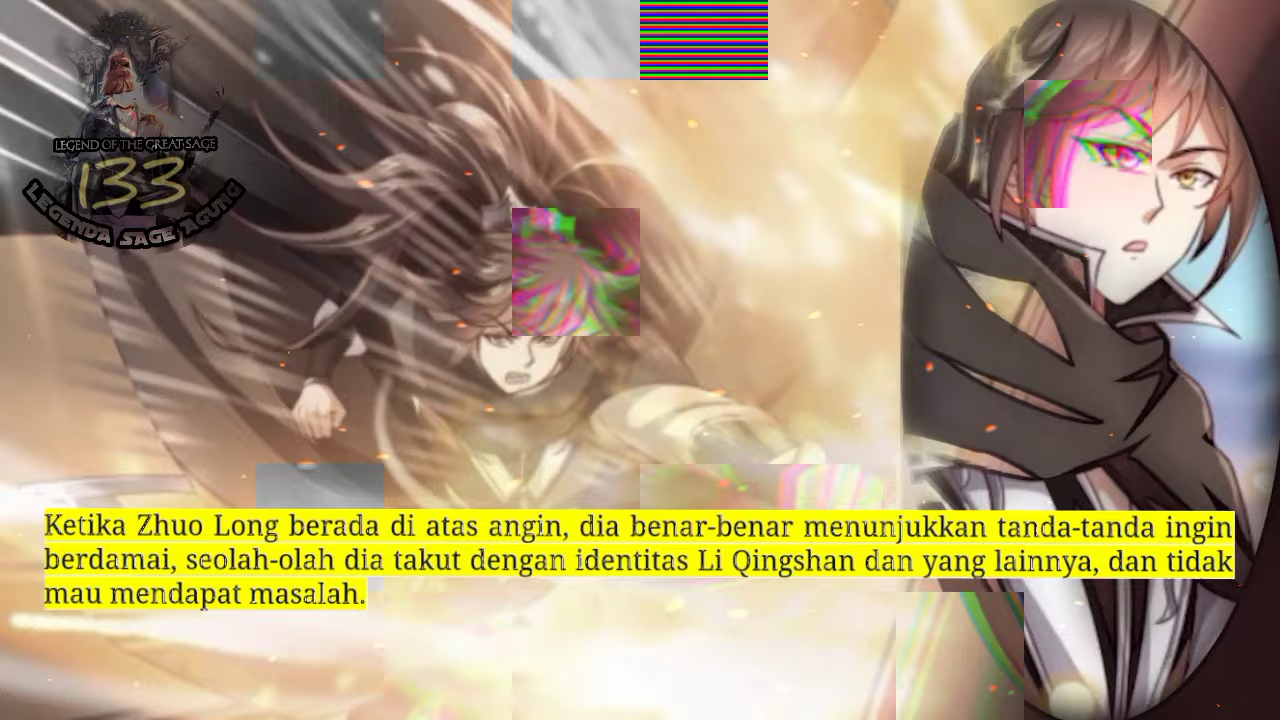 LEGEND OF THE GREAT SAGE
133
LEGENDA SAGE AGUNG
Ketika Zhuo Long berada di atas angin, dia benar-benar menunjukkan tanda-tanda ingin
berdamai, seolah-olah dia takut dengan identitas Li Qingshan dan yang lainnya, dan tidak
mau mendapat masalah.